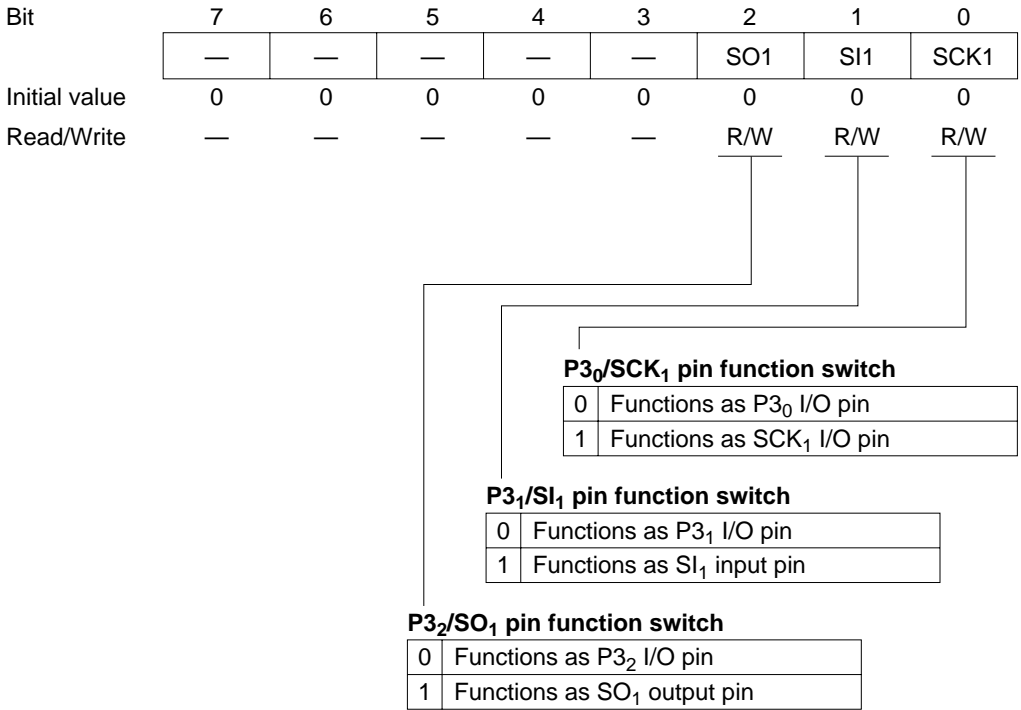 Bit 7 6 5 4 3 2 1 0
— — — — — SO1 SI1 SCK1
Initial value 0 0 0 0 0 0 0 0
Read/Write — — — — — R/W R/W R/W
P3₀/SCK₁ pin function switch
0 Functions as P3₀ I/O pin
1 Functions as SCK₁ I/O pin
P3₁/SI₁ pin function switch
0 Functions as P3₁ I/O pin
1 Functions as SI₁ input pin
P3₂/SO₁ pin function switch
0 Functions as P3₂ I/O pin
1 Functions as SO₁ output pin